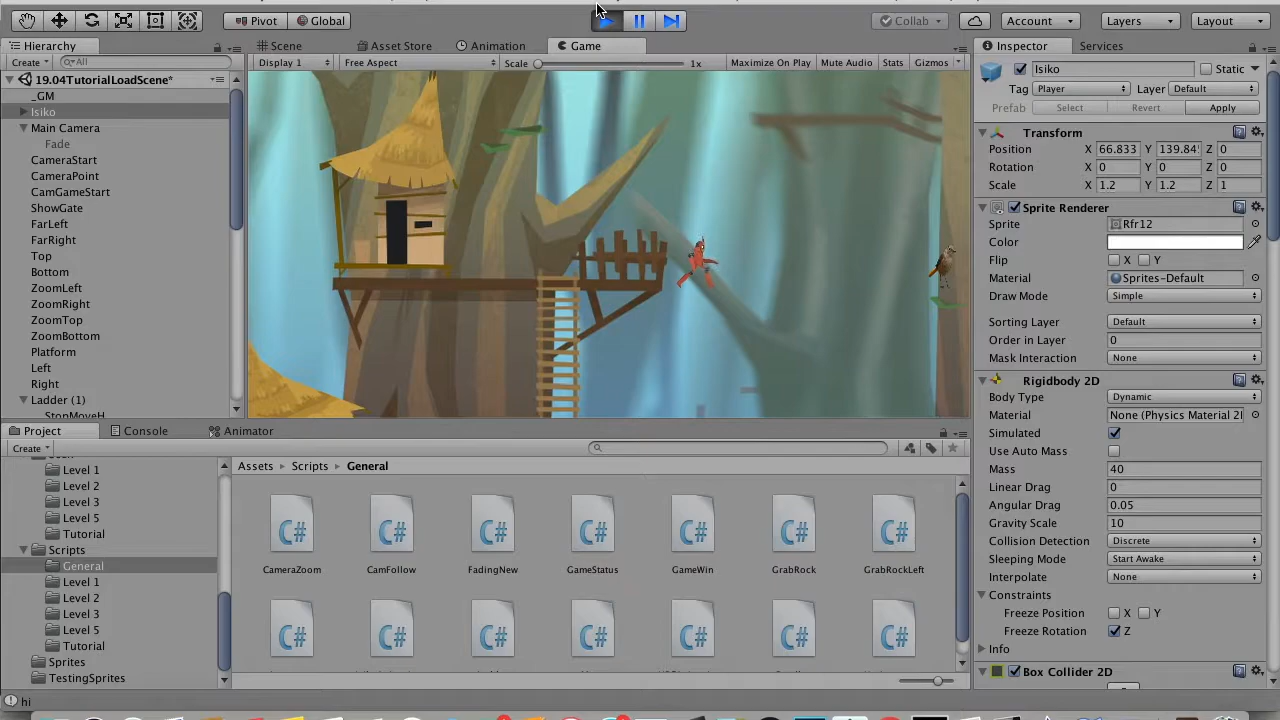 Pivot Global Collab Account Layers Layout
Hierarchy Scene Asset Store Animation Game Inspector Services
Create All Display 1 Free Aspect Scale 1x Maximize On Play Mute Audio Stats Gizmos Isiko Static
19.04TutorialLoadScene*
Tag Player Layer Default
_GM
Isiko
Prefab Select Revert Apply
Main Camera
Transform
Fade
Position X 66.833 Y 139.84 Z 0
CameraStart
Rotation X 0 Y 0 Z 0
CameraPoint
Scale X 1.2 Y 1.2 Z 1
CamGameStart
ShowGate
Sprite Renderer
FarLeft
Sprite Rfr12
FarRight
Color
Top
Flip X Y
Bottom
Material Sprites-Default
ZoomLeft
Draw Mode Simple
ZoomRight
ZoomTop
Sorting Layer Default
ZoomBottom
Order in Layer 0
Platform
Mask Interaction None
Left
Right
Rigidbody 2D
Ladder (1)
Body Type Dynamic
StopMoveH
Material None (Physics Material 2
Project Console Animator
Simulated
Create
Use Auto Mass
Assets Scripts General
Mass 40
Level 1
Linear Drag 0
Level 2
Angular Drag 0.05
Level 3
Gravity Scale 10
Level 5
Collision Detection Discrete
Tutorial
Sleeping Mode Start Awake
Scripts
Interpolate None
General
CameraZoom CamFollow FadingNew GameStatus GameWin GrabRock GrabRockLeft
Constraints
Level 1
Freeze Position X Y
Level 2
Freeze Rotation Z
Level 3
Info
Level 5
Tutorial
Sprites
Box Collider 2D
TestingSprites
C# C# C# C# C# C# C#
C# C# C# C# C# C# C#
hi